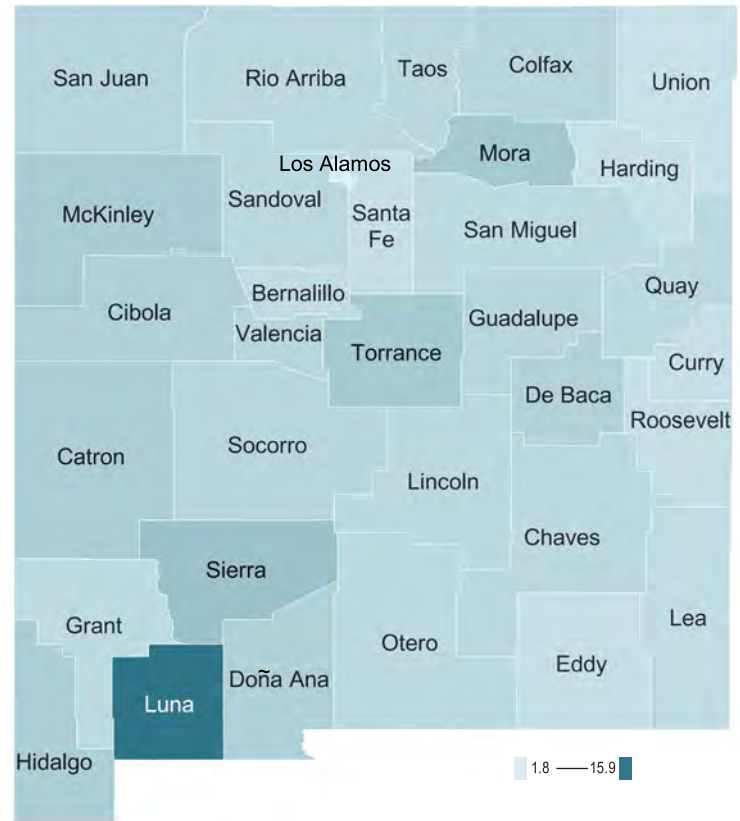 San Juan
Rio Arriba
Taos
Colfax
Union
Los Alamos
Mora
Harding
McKinley
Sandoval
Santa
Fe
San Miguel
Bernalillo
Quay
Cibola
Valencia
Guadalupe
Torrance
Curry
De Baca
Roosevelt
Catron
Socorro
Lincoln
Chaves
Sierra
Grant
Lea
Otero
Eddy
Doña Ana
Luna
Hidalgo
1.8 — 15.9